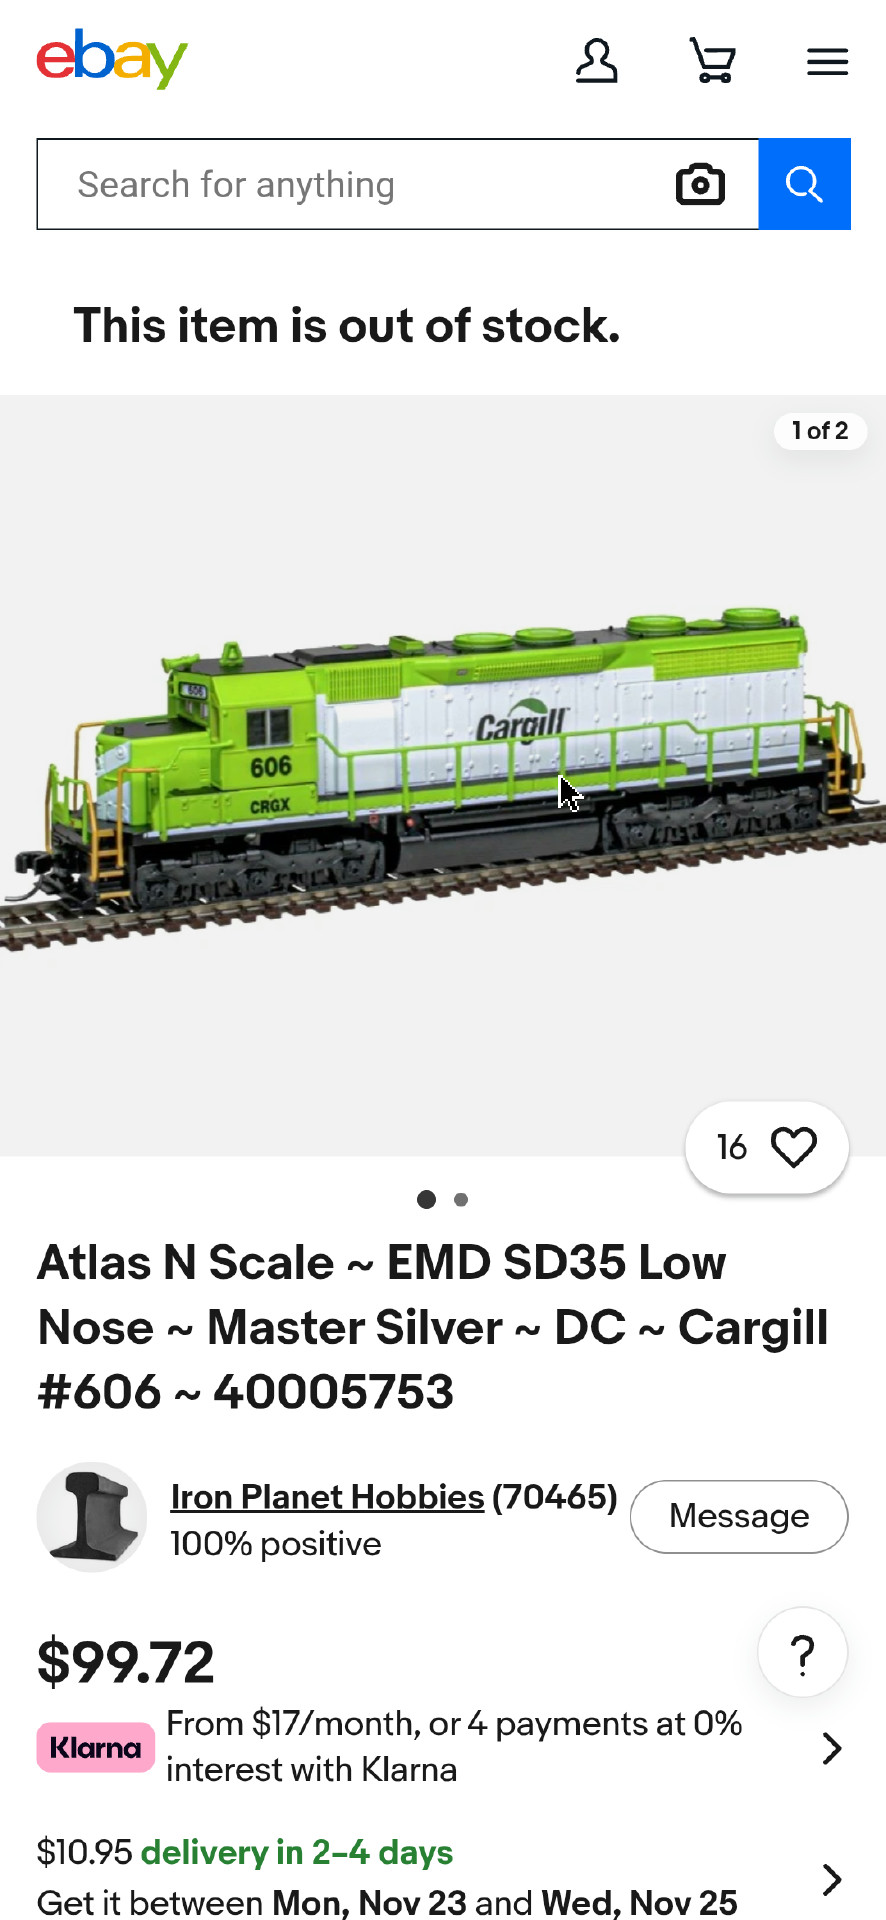 ebay
Search for anything
This item is out of stock.
1 of 2
606
Cargill
606
CRGX
16
Atlas N Scale ~ EMD SD35 Low
Nose ~ Master Silver ~ DC ~ Cargill
#606 ~ 40005753
Iron Planet Hobbies (70465)
100% positive
Message
$99.72
?
Klarna
From $17/month, or 4 payments at 0%
interest with Klarna
$10.95 delivery in 2–4 days
Get it between Mon, Nov 23 and Wed, Nov 25